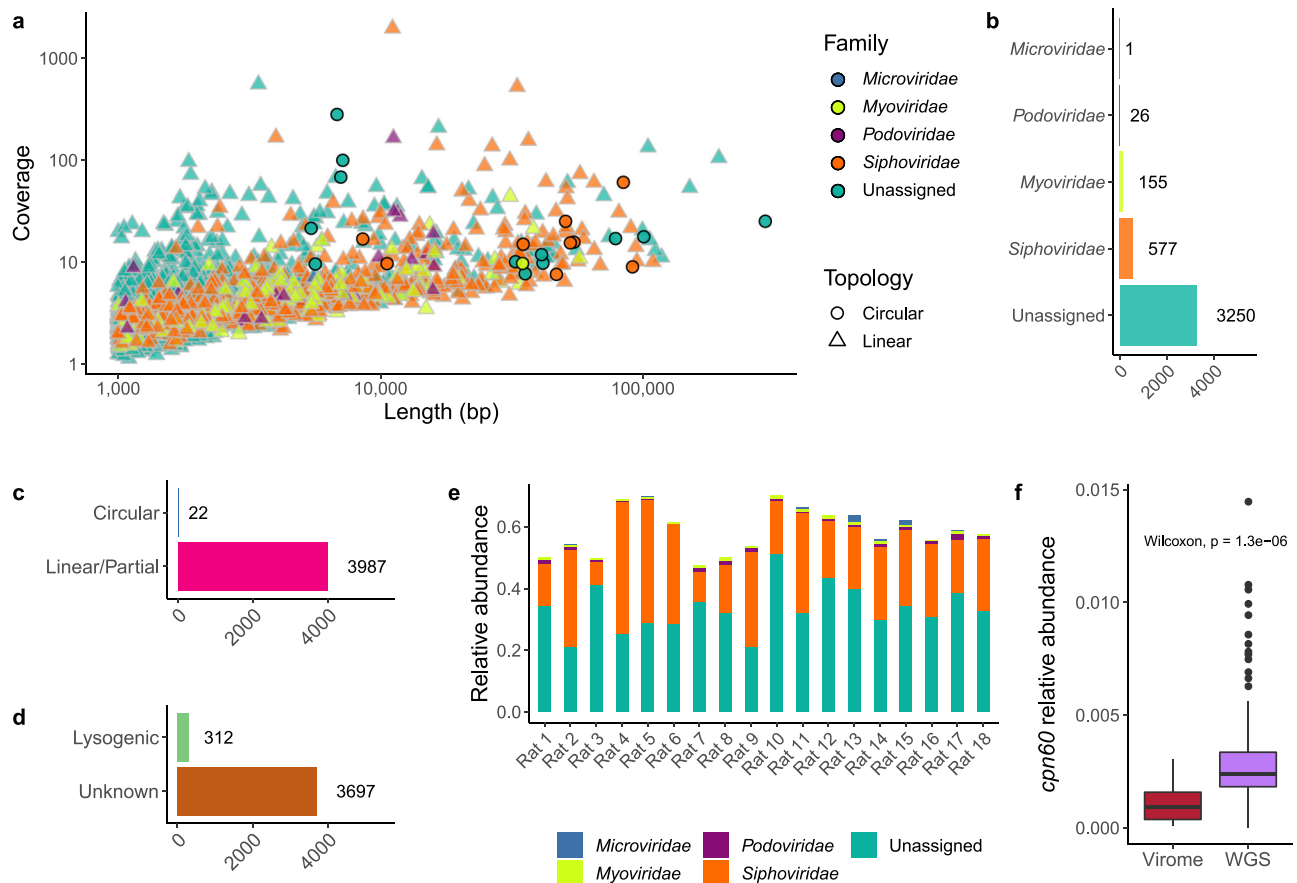 a
1000
100
10
1
Coverage
1,000
10,000
100,000
Length (bp)
Family
Microviridae
Myoviridae
Podoviridae
Siphoviridae
Unassigned
Topology
Circular
Linear
b
Microviridae
1
Podoviridae
26
Myoviridae
155
Siphoviridae
577
Unassigned
3250
0
2000
4000
c
Circular
22
Linear/Partial
3987
0
2000
4000
d
Lysogenic
312
Unknown
3697
0
2000
4000
e
Relative abundance
0.6
0.4
0.2
0.0
Rat 1
Rat 2
Rat 3
Rat 4
Rat 5
Rat 6
Rat 7
Rat 8
Rat 9
Rat 10
Rat 11
Rat 12
Rat 13
Rat 14
Rat 15
Rat 16
Rat 17
Rat 18
Microviridae
Podoviridae
Unassigned
Myoviridae
Siphoviridae
f
cpn60 relative abundance
0.015
Wilcoxon, p = 1.3e−06
0.010
0.005
0.000
Virome
WGS